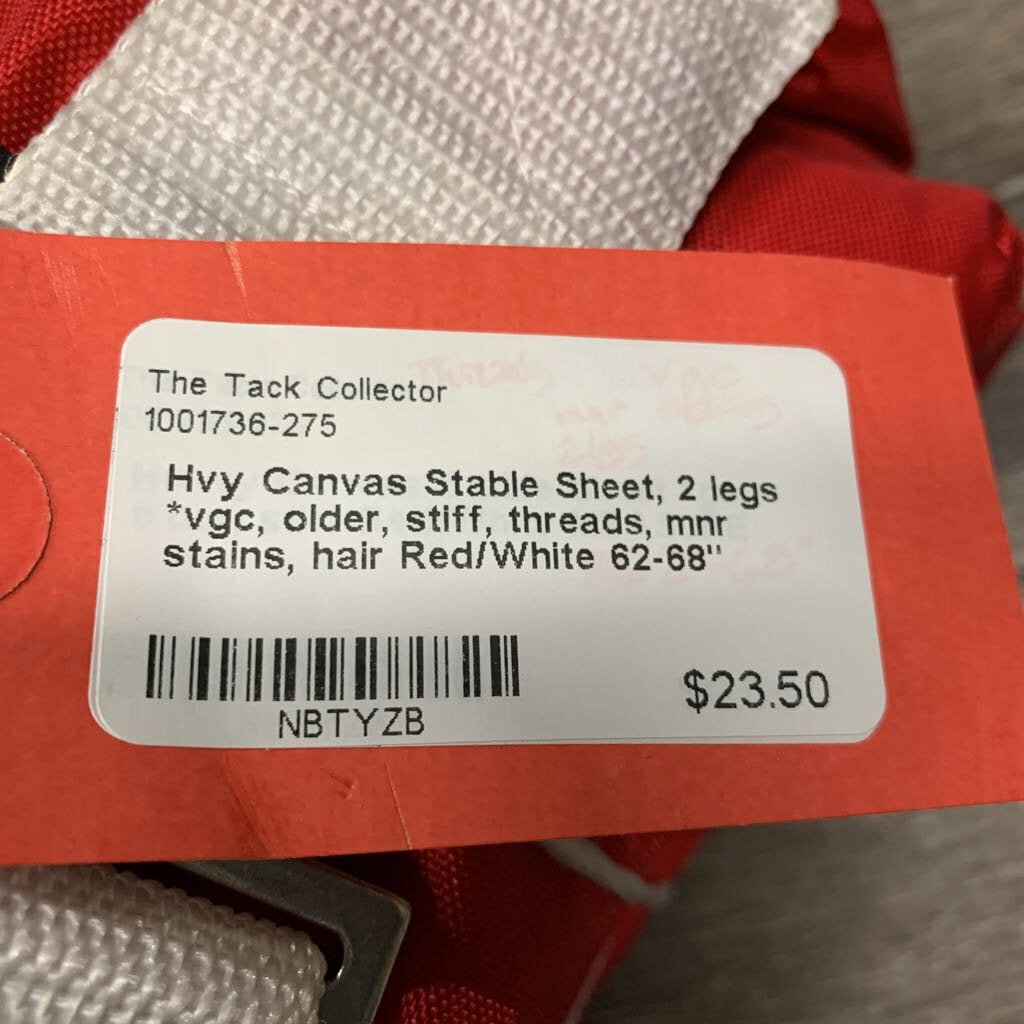 The Tack Collector
1001736-275
Hvy Canvas Stable Sheet, 2 legs
*vgc, older, stiff, threads, mnr
stains, hair Red/White 62-68"
NBTYZB
$23.50